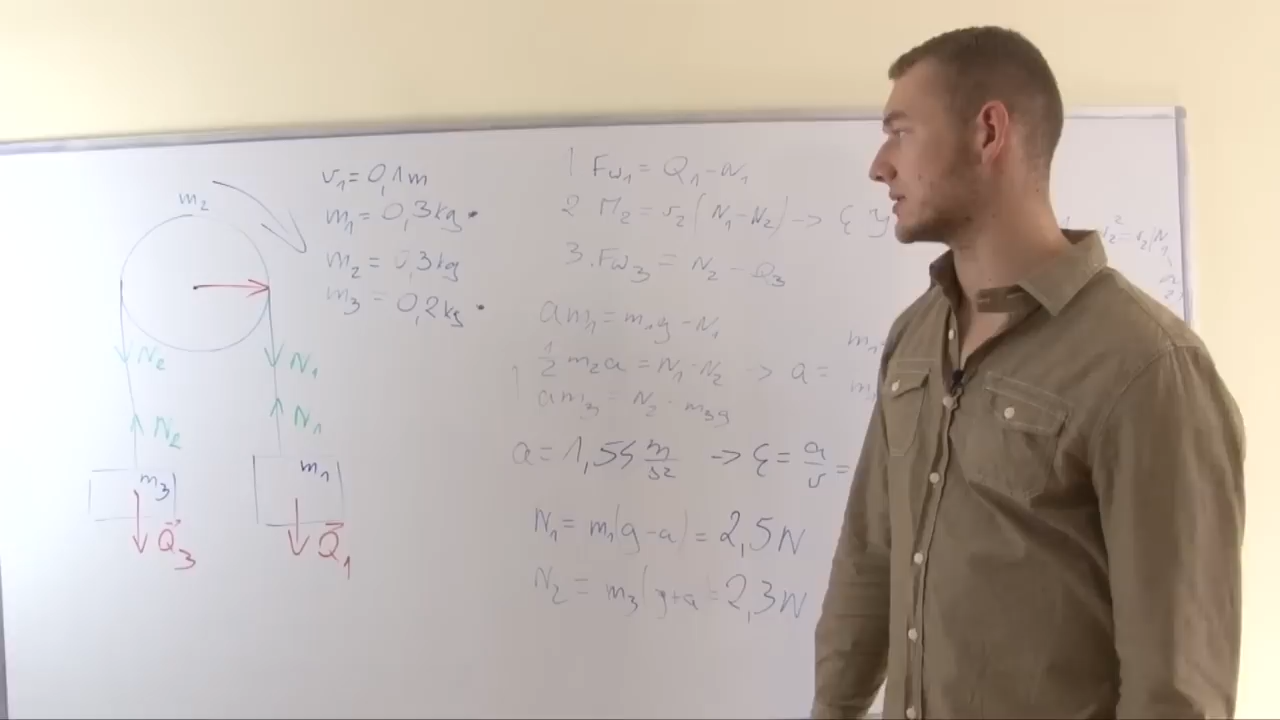 m₂
r₁ = 0,1m
m₁ = 0,3kg
m₂ = 0,3kg
m₃ = 0,2kg
N₂
N₁
N₂
N₁
m₃
m₁
Q₃
Q₁
1 Fw₁ = Q₁ - N₁
2 M₂ = r₂(N₁ - N₂) -> ε
3. Fw₃ = N₂ - Q₃
am₁ = m₁g - N₁
1/2 m₂a = N₁ - N₂ -> a =
am₃ = N₂ - m₃g
a = 1,54 m/s² -> ε = a/r =
N₁ = m₁(g - a) = 2,5N
N₂ = m₃(g + a) = 2,3N